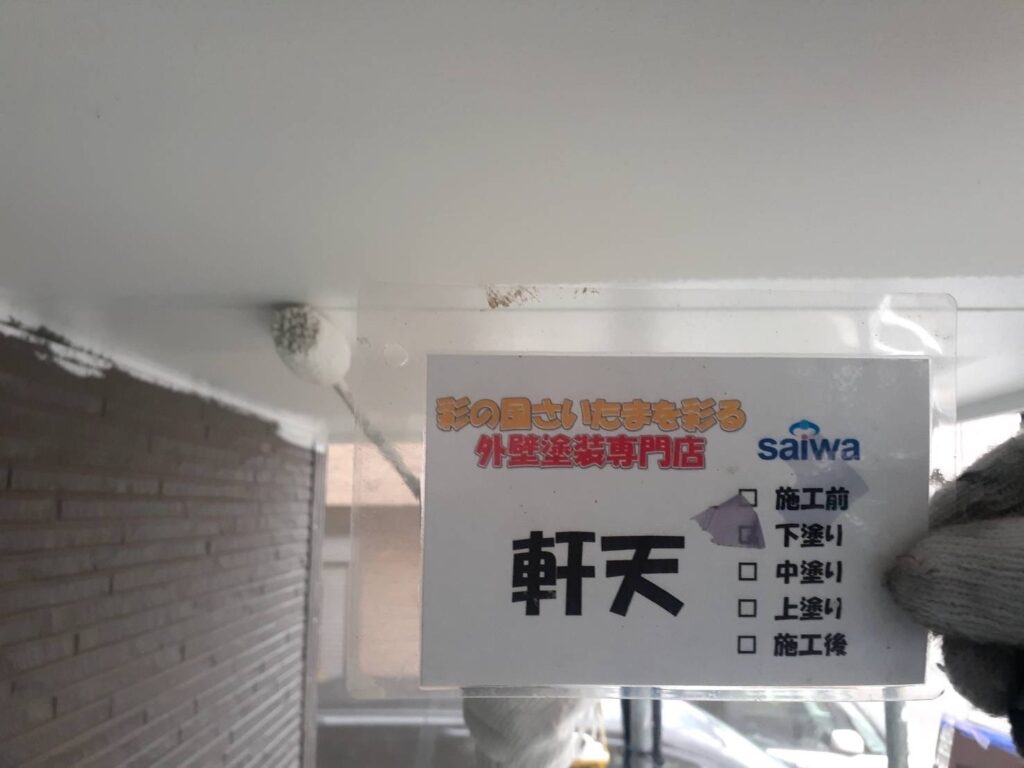 彩の国さいたまを彩る
外壁塗装専門店
saiwa
軒天
□ 施工前
□ 下塗り
□ 中塗り
□ 上塗り
□ 施工後